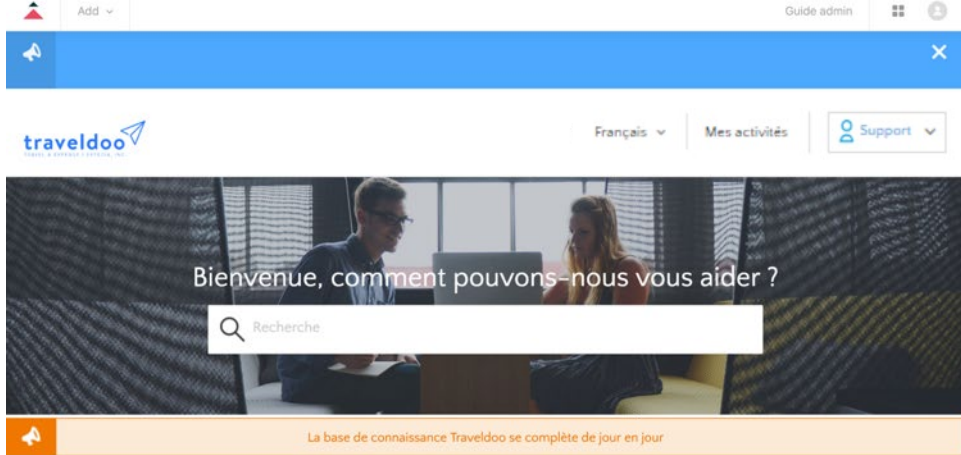 Add
Guide admin
traveldoo
Français
Mes activités
Support
Bienvenue, comment pouvons-nous vous aider ?
Recherche
La base de connaissance Traveldoo se complète de jour en jour